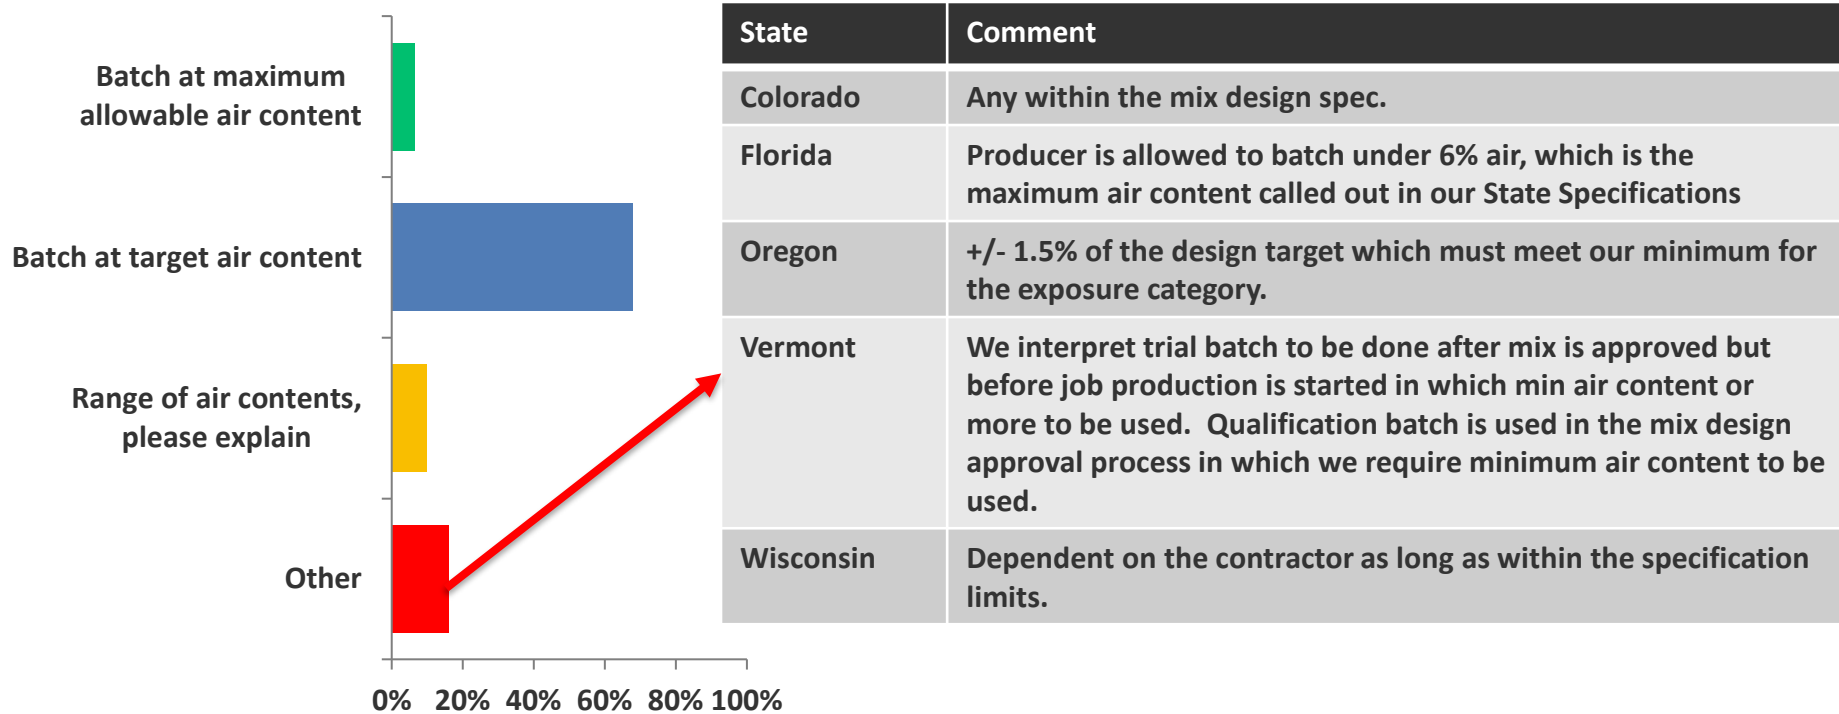 Batch at maximum
allowable air content
Batch at target air content
Range of air contents,
please explain
Other
0% 20% 40% 60% 80% 100%
State Comment
Colorado Any within the mix design spec.
Florida Producer is allowed to batch under 6% air, which is the
maximum air content called out in our State Specifications
Oregon +/- 1.5% of the design target which must meet our minimum for
the exposure category.
Vermont We interpret trial batch to be done after mix is approved but
before job production is started in which min air content or
more to be used.  Qualification batch is used in the mix design
approval process in which we require minimum air content to be
used.
Wisconsin Dependent on the contractor as long as within the specification
limits.